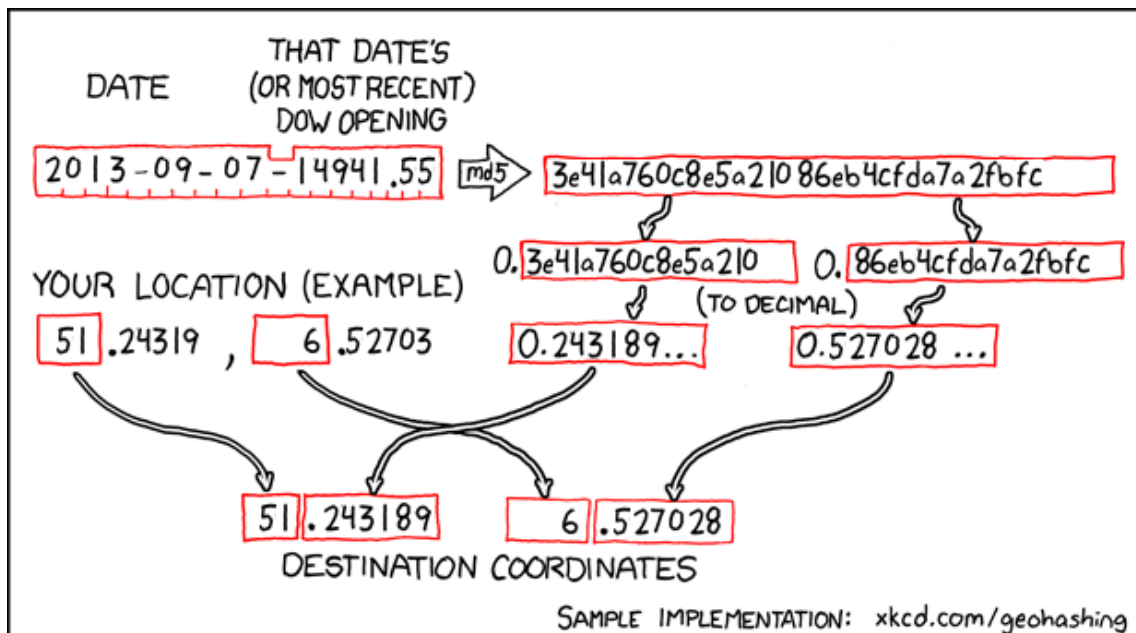 DATE
THAT DATE'S
(OR MOST RECENT)
DOW OPENING
2013-09-07-14941.55
md5
3e41a760c8e5a21086eb4cfda7a2fbfc
0.3e41a760c8e5a210
0.86eb4cfda7a2fbfc
YOUR LOCATION (EXAMPLE)
(TO DECIMAL)
51.24319, 6.52703
0.243189...
0.527028...
51.243189
6.527028
DESTINATION COORDINATES
SAMPLE IMPLEMENTATION: xkcd.com/geohashing